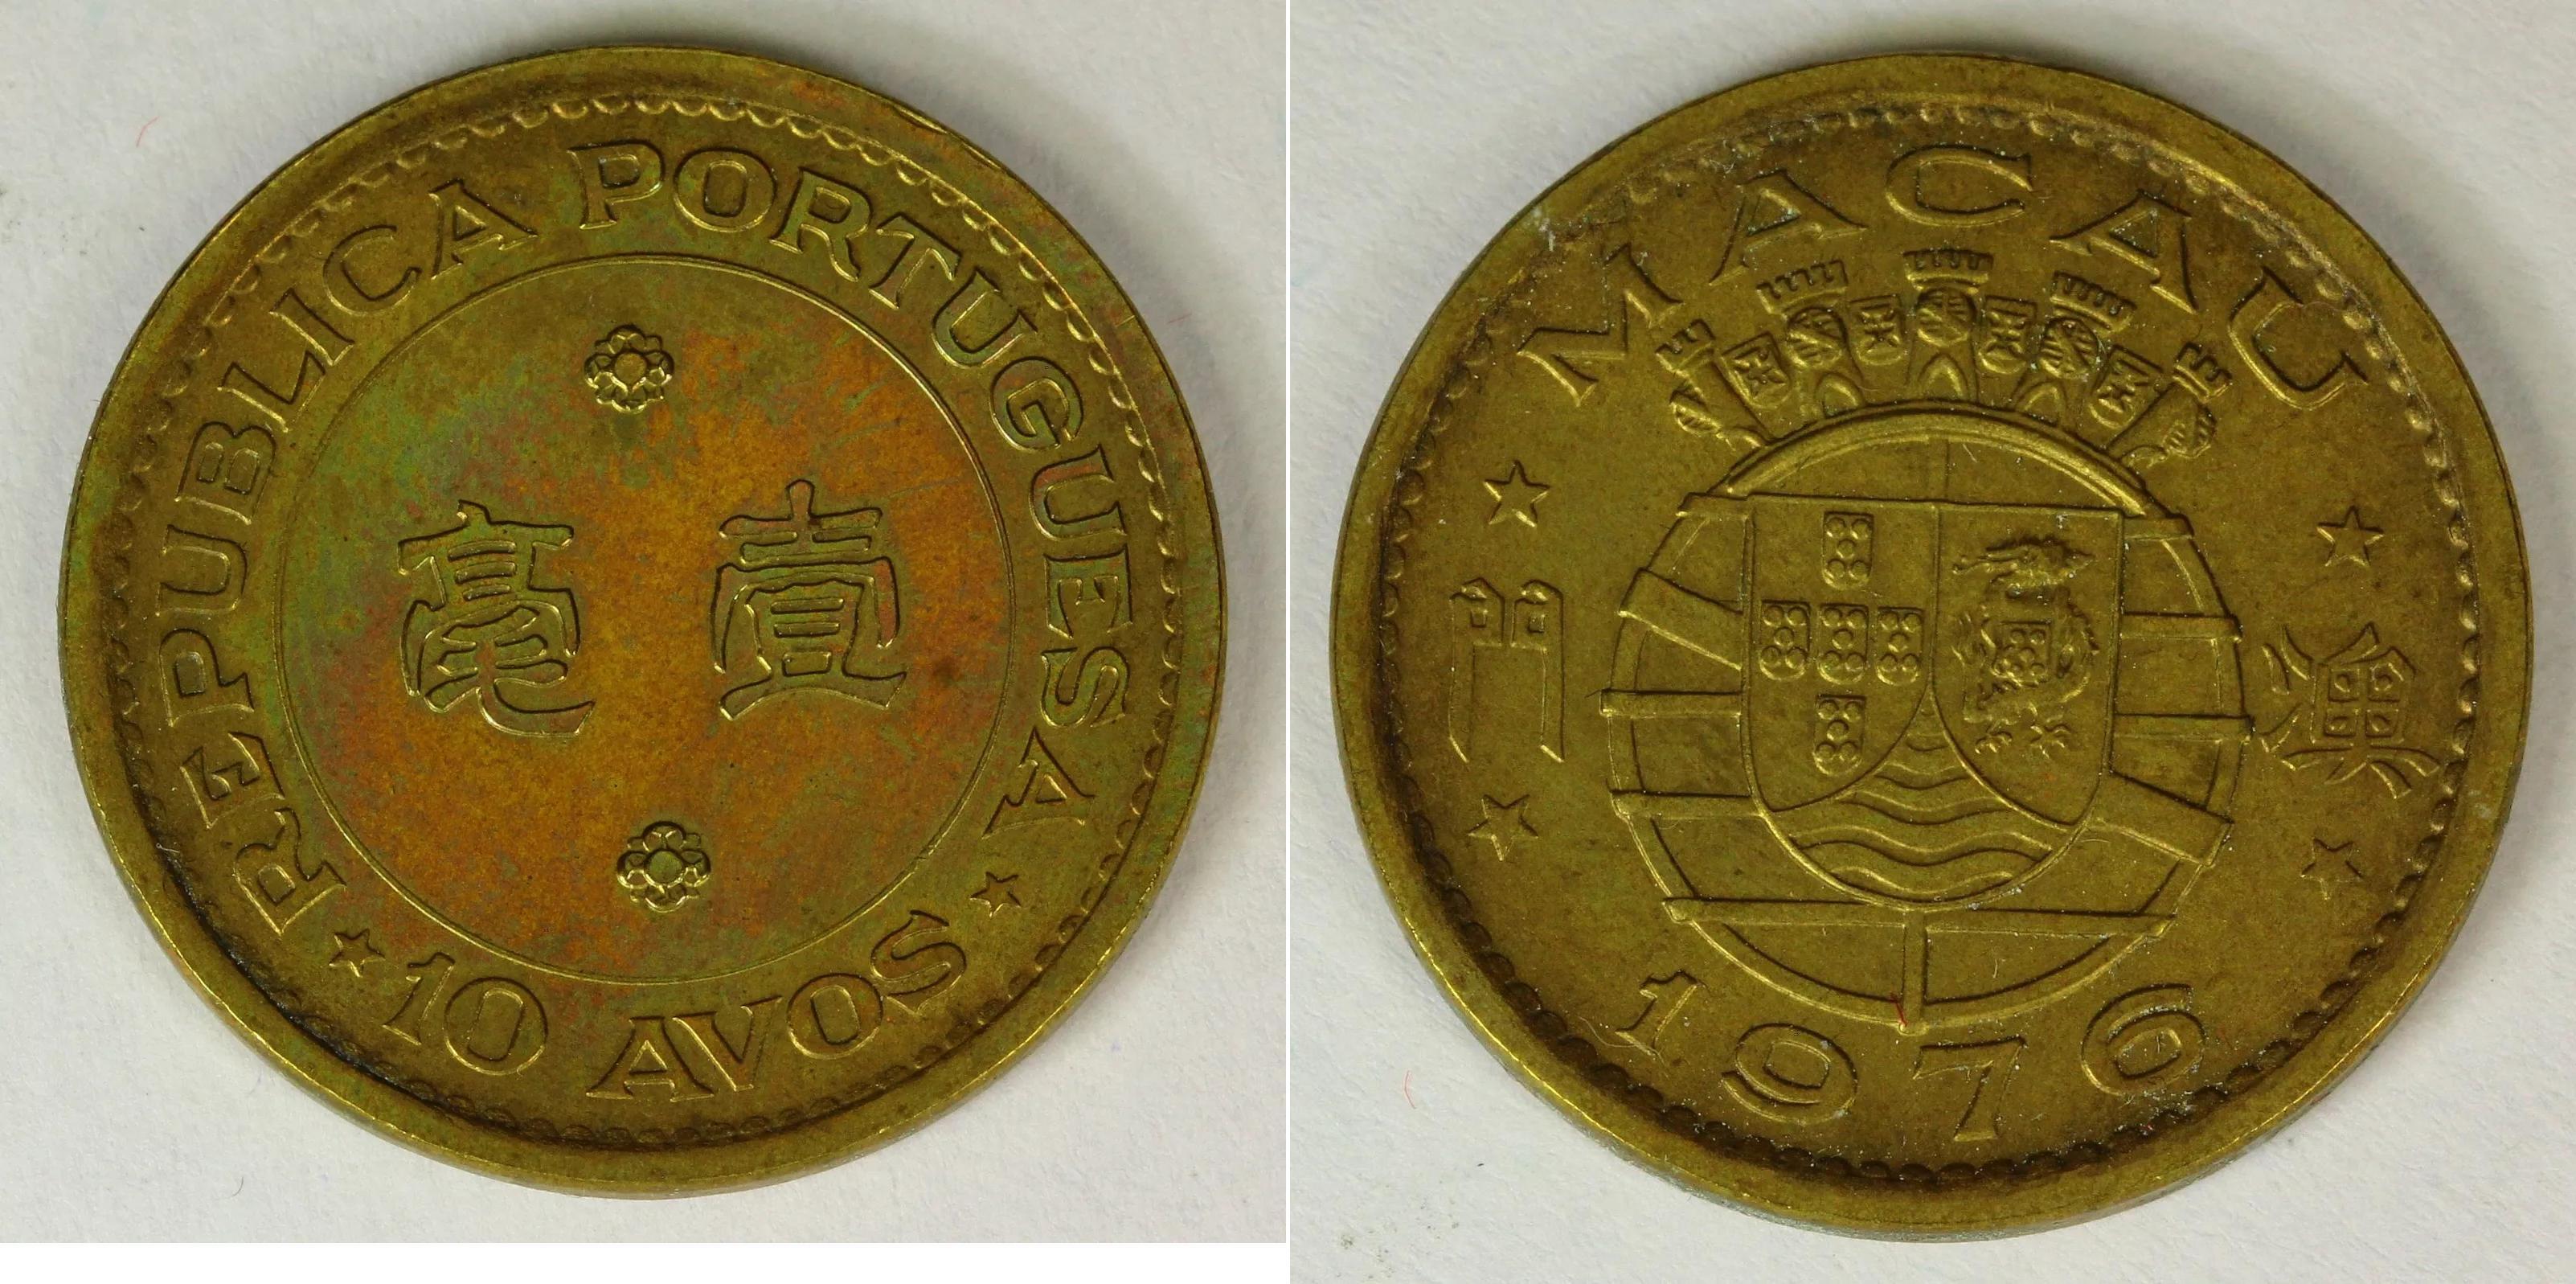 REPUBLICA PORTUGUESA
毫 壹
10 AVOS
MACAU
門 澳
1976